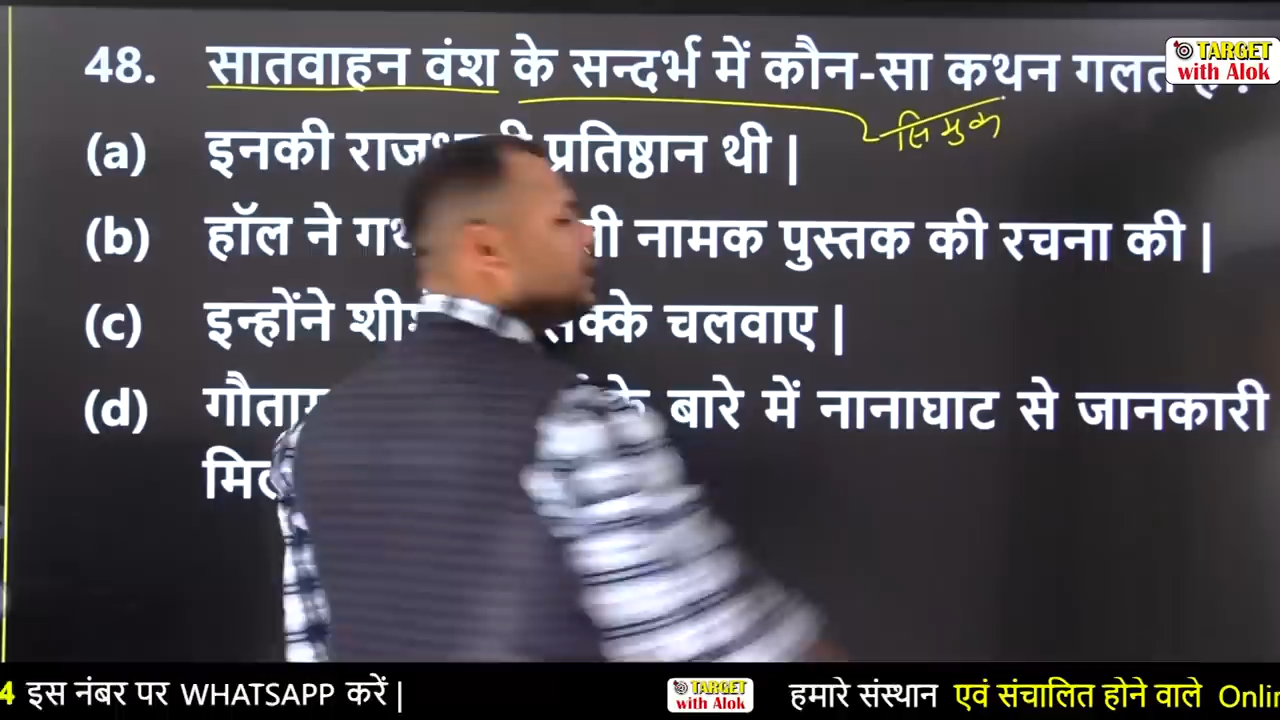 48. सातवाहन वंश के सन्दर्भ में कौन-सा कथन गलत है ?
TARGET with Alok
सिमुक
(a) इनकी प्रतिष्ठान थी |
(b) हॉल ने नामक पुस्तक की रचना की |
(c) इन्होंने चलवाए |
(d) के बारे में नानाघाट से जानकारी
4 इस नंबर पर WHATSAPP करें |
TARGET with Alok
हमारे संस्थान एवं संचालित होने वाले